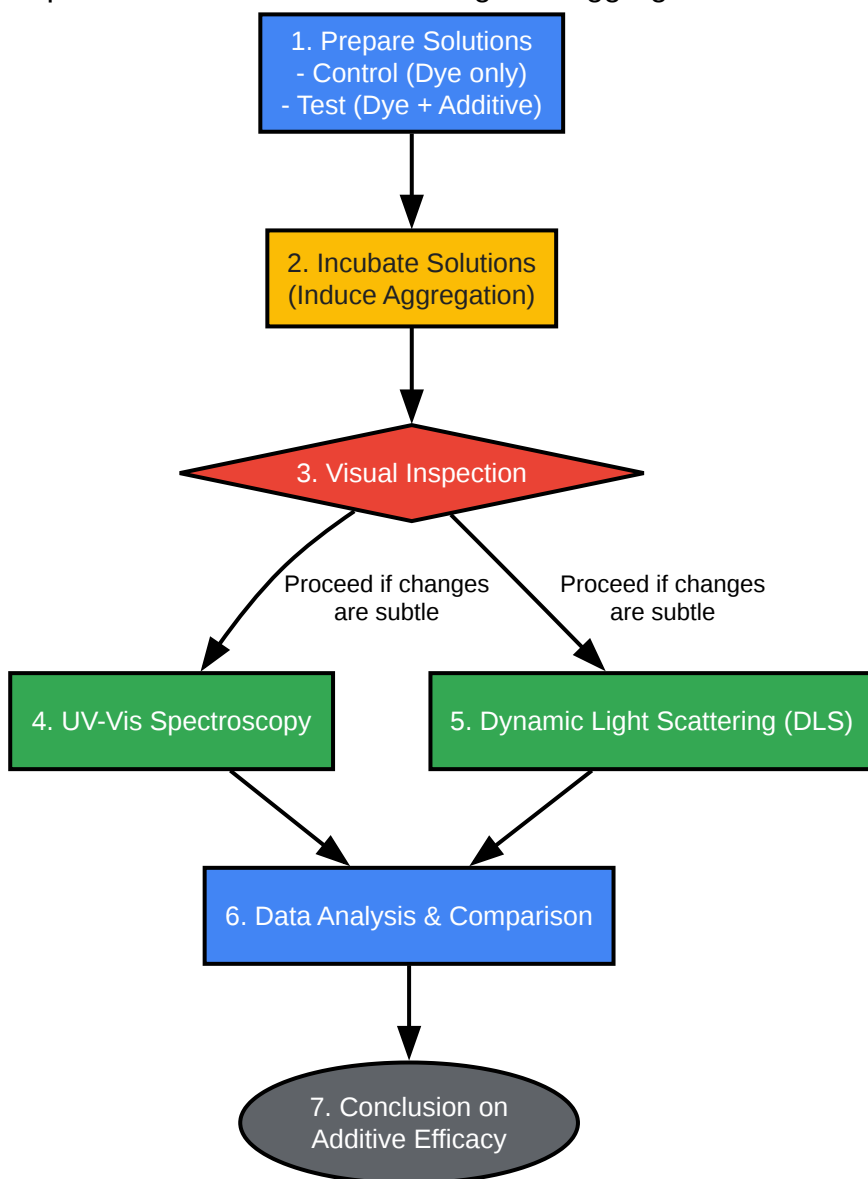 1. Prepare Solutions
- Control (Dye only)
- Test (Dye + Additive)
2. Incubate Solutions
(Induce Aggregation)
3. Visual Inspection
Proceed if changes
are subtle
Proceed if changes
are subtle
4. UV-Vis Spectroscopy
5. Dynamic Light Scattering (DLS)
6. Data Analysis & Comparison
7. Conclusion on
Additive Efficacy